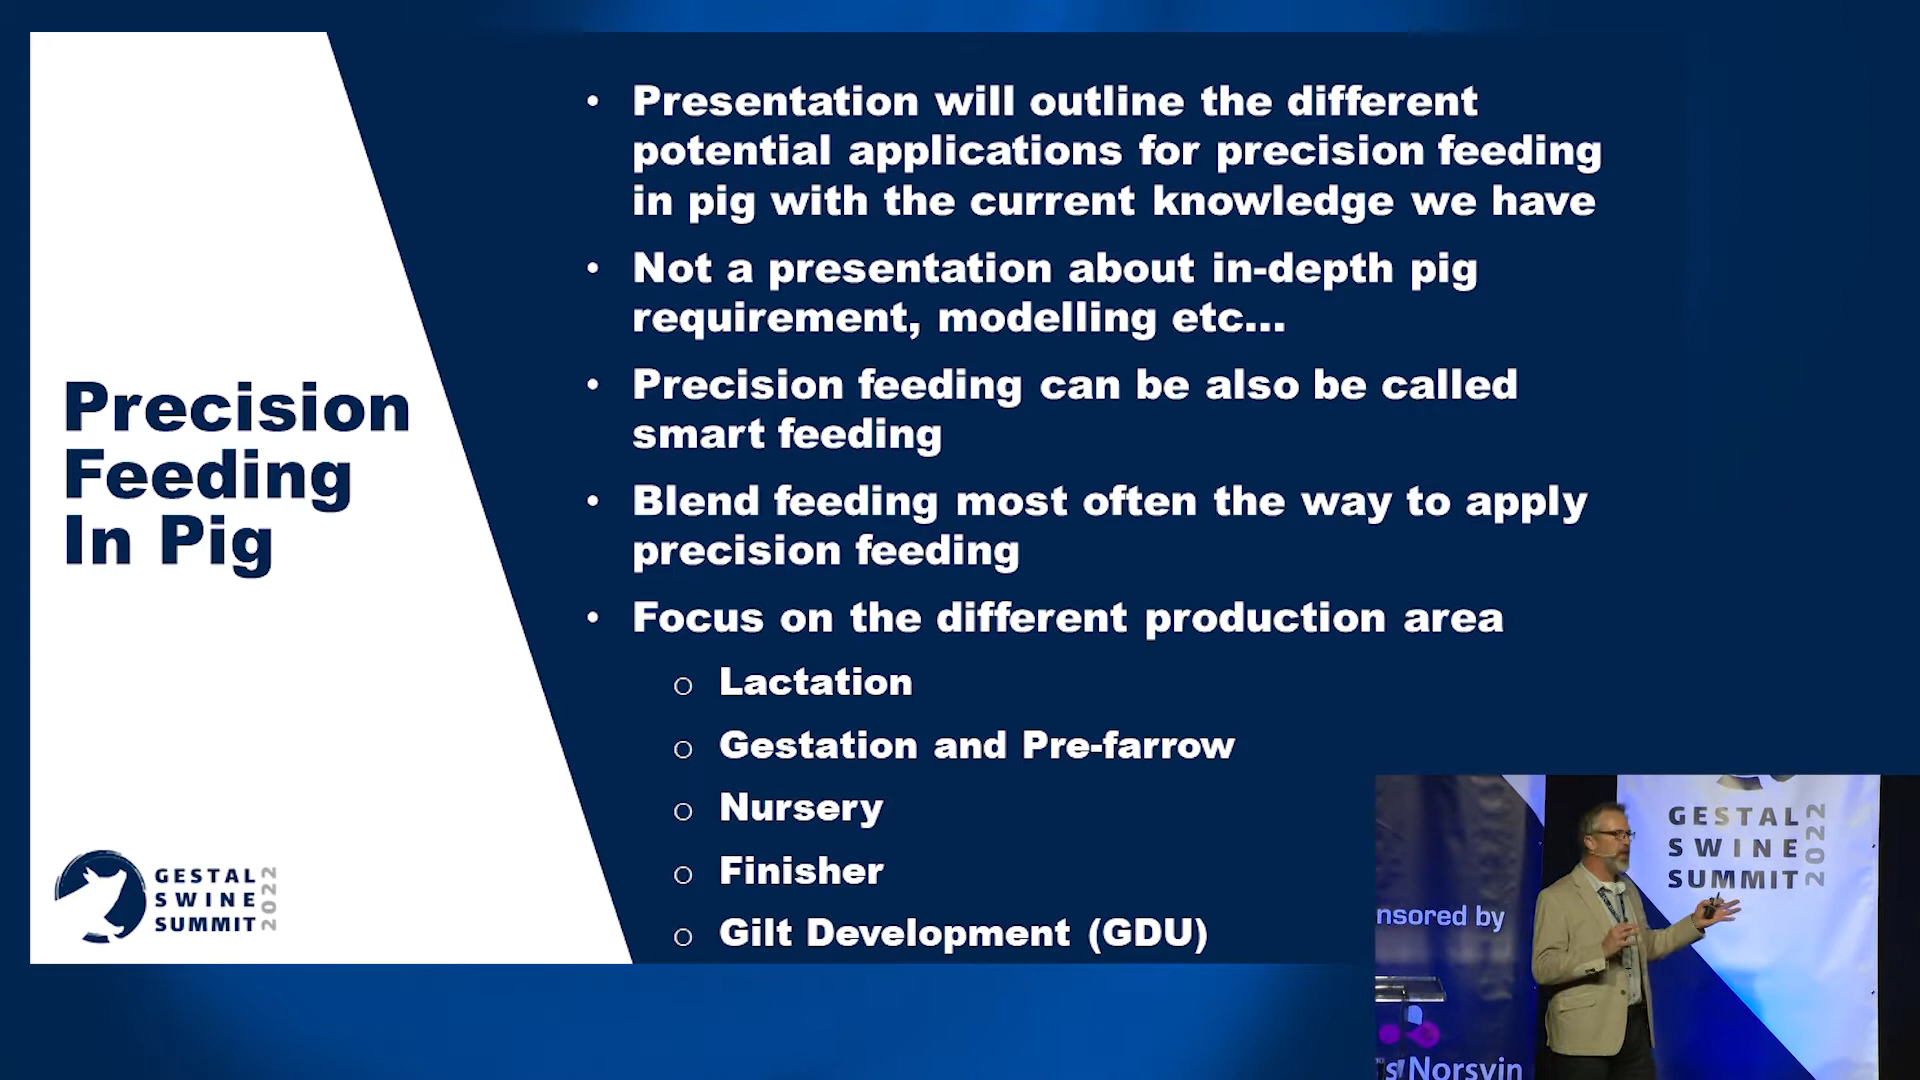 Precision
Feeding
In Pig
GESTAL
SWINE
SUMMIT
2022
• Presentation will outline the different
potential applications for precision feeding
in pig with the current knowledge we have
• Not a presentation about in-depth pig
requirement, modelling etc...
• Precision feeding can be also be called
smart feeding
• Blend feeding most often the way to apply
precision feeding
• Focus on the different production area
o Lactation
o Gestation and Pre-farrow
o Nursery
o Finisher
o Gilt Development (GDU)
GESTAL
SWINE
SUMMIT
2022
nsored by
s Norsvin